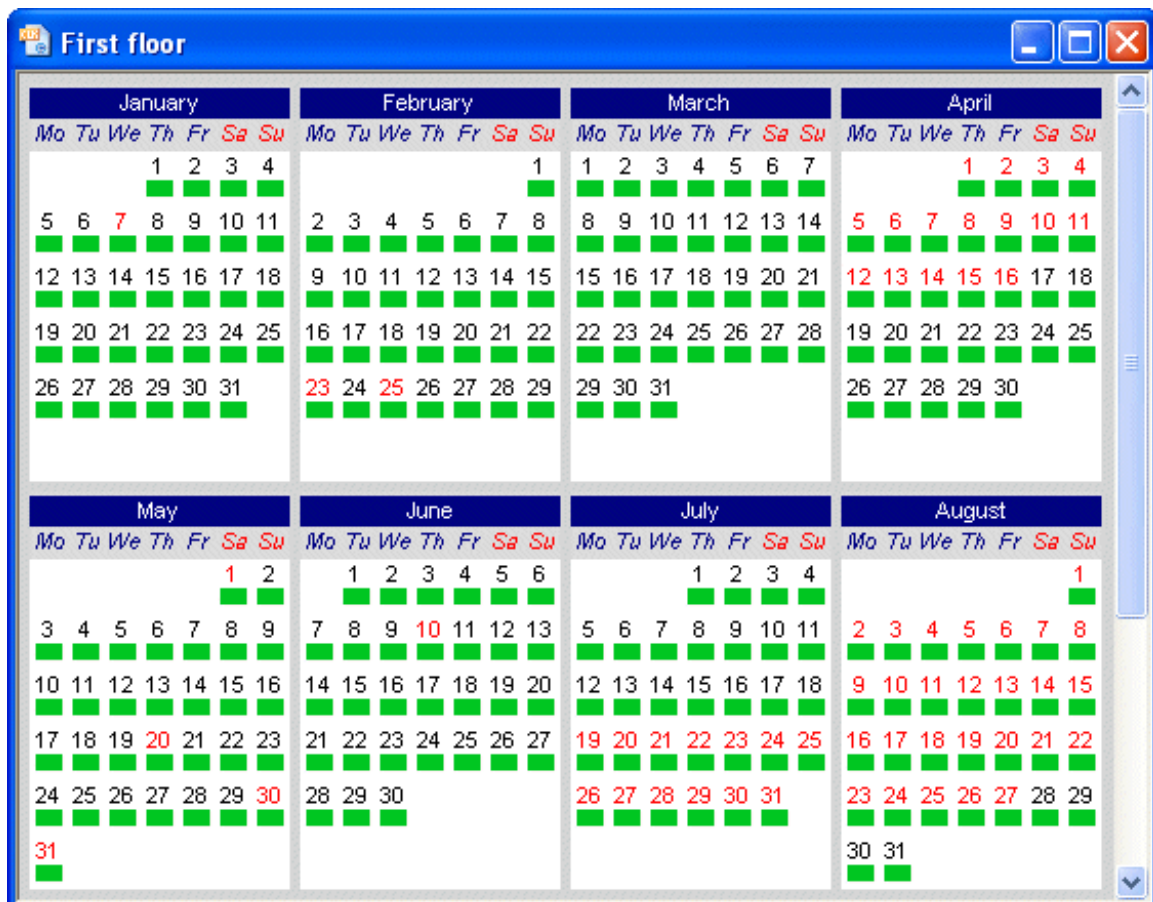 First floor
January February March April
Mo Tu We Th Fr Sa Su Mo Tu We Th Fr Sa Su Mo Tu We Th Fr Sa Su Mo Tu We Th Fr Sa Su
1 2 3 4 1 1 2 3 4 5 6 7 1 2 3 4
5 6 7 8 9 10 11 2 3 4 5 6 7 8 8 9 10 11 12 13 14 5 6 7 8 9 10 11
12 13 14 15 16 17 18 9 10 11 12 13 14 15 15 16 17 18 19 20 21 12 13 14 15 16 17 18
19 20 21 22 23 24 25 16 17 18 19 20 21 22 22 23 24 25 26 27 28 19 20 21 22 23 24 25
26 27 28 29 30 31 23 24 25 26 27 28 29 29 30 31 26 27 28 29 30
May June July August
Mo Tu We Th Fr Sa Su Mo Tu We Th Fr Sa Su Mo Tu We Th Fr Sa Su Mo Tu We Th Fr Sa Su
1 2 1 2 3 4 5 6 1 2 3 4 1
3 4 5 6 7 8 9 7 8 9 10 11 12 13 5 6 7 8 9 10 11 2 3 4 5 6 7 8
10 11 12 13 14 15 16 14 15 16 17 18 19 20 12 13 14 15 16 17 18 9 10 11 12 13 14 15
17 18 19 20 21 22 23 21 22 23 24 25 26 27 19 20 21 22 23 24 25 16 17 18 19 20 21 22
24 25 26 27 28 29 30 28 29 30 26 27 28 29 30 31 23 24 25 26 27 28 29
31 30 31